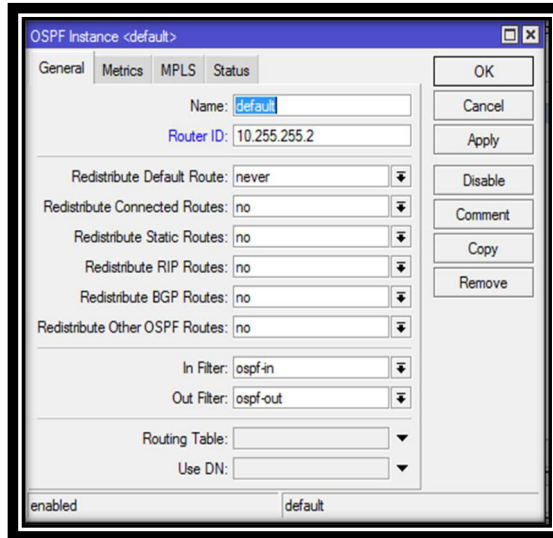 OSPF Instance <default>
General Metrics MPLS Status
Name: default
Router ID: 10.255.255.2
Redistribute Default Route: never
Redistribute Connected Routes: no
Redistribute Static Routes: no
Redistribute RIP Routes: no
Redistribute BGP Routes: no
Redistribute Other OSPF Routes: no
In Filter: ospf-in
Out Filter: ospf-out
Routing Table:
Use DN:
OK
Cancel
Apply
Disable
Comment
Copy
Remove
enabled default